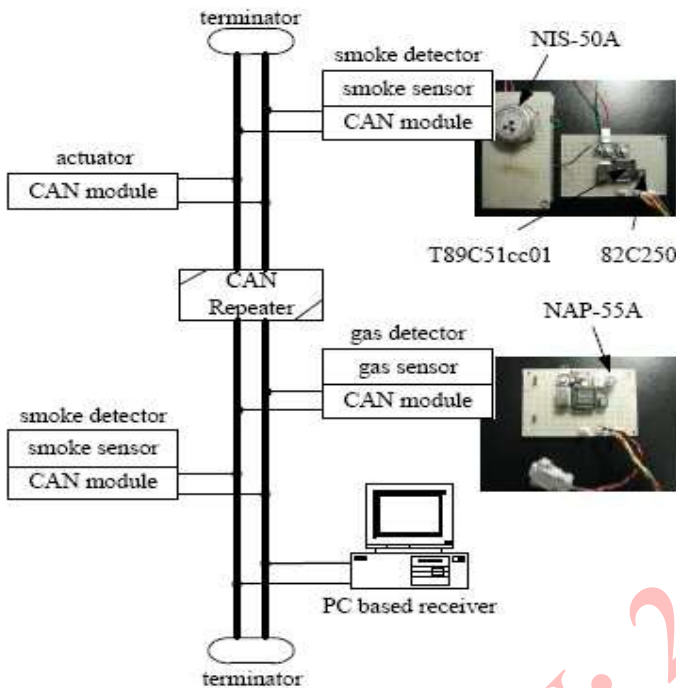 terminator
NIS-50A
smoke detector
smoke sensor
CAN module
actuator
CAN module
T89C51cc01
82C250
CAN
Repeater
NAP-55A
gas detector
gas sensor
CAN module
smoke detector
smoke sensor
CAN module
PC based receiver
terminator